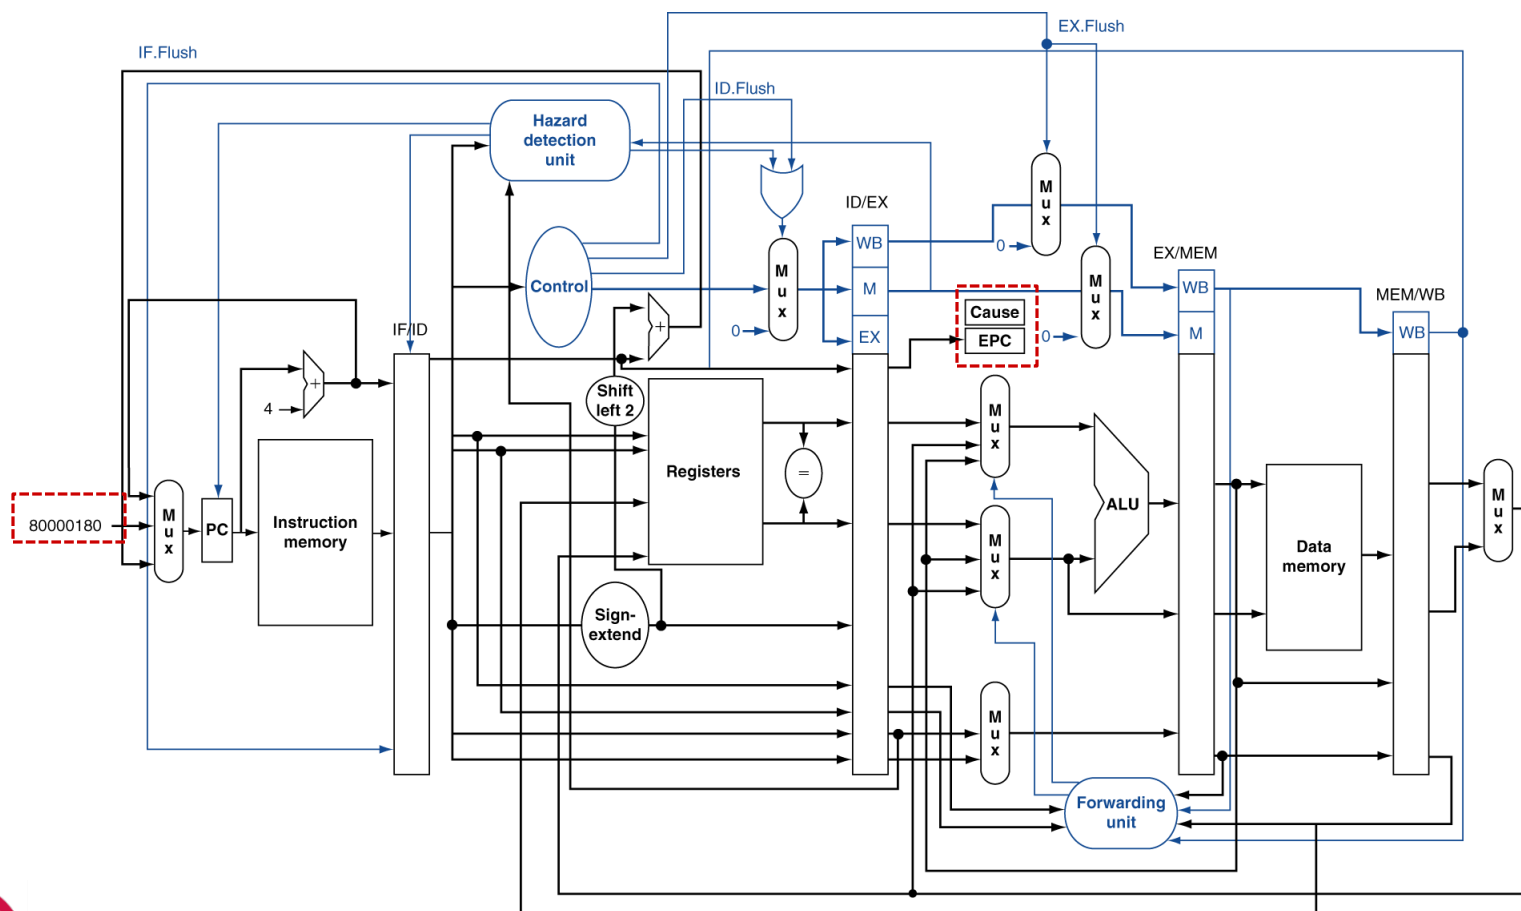 EX.Flush
IF.Flush
ID.Flush
Hazard
detection
unit
M
u
x
ID/EX
WB
0
EX/MEM
Control
M
u
x
M
M
u
x
WB
MEM/WB
Cause
0
IF/ID
+
0
EX
EPC
M
WB
+
4
Shift
left 2
M
u
x
Registers
=
80000180
M
u
x
PC
Instruction
memory
ALU
M
u
x
Data
memory
M
u
x
Sign-
extend
M
u
x
Forwarding
unit